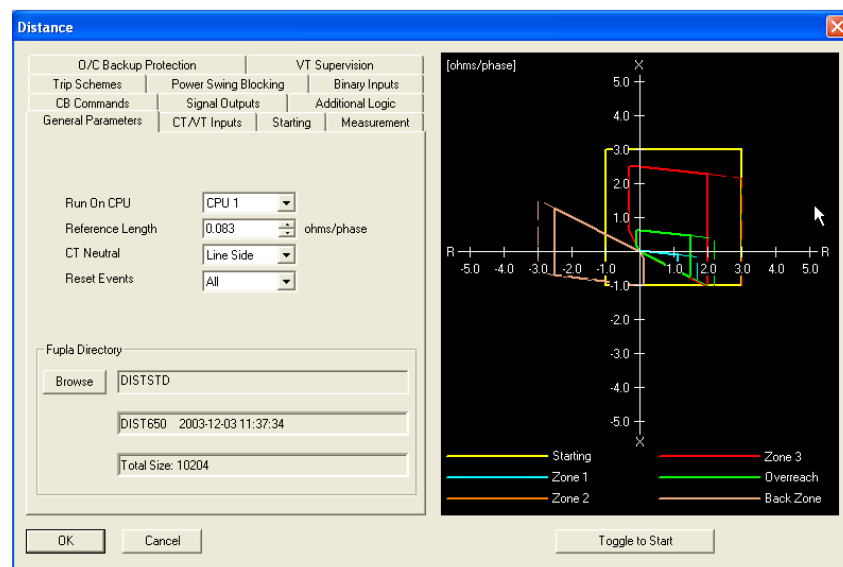 Distance
O/C Backup Protection VT Supervision
Trip Schemes Power Swing Blocking Binary Inputs
CB Commands Signal Outputs Additional Logic
General Parameters CT/VT Inputs Starting Measurement
Run On CPU CPU 1
Reference Length 0.083 ohms/phase
CT Neutral Line Side
Reset Events All
Fupla Directory
Browse DISTSTD
DIST650 2003-12-03 11:37:34
Total Size: 10204
OK Cancel
[ohms/phase] X
5.0
4.0
3.0
2.0
1.0
R R
-5.0 -4.0 -3.0 -2.0 -1.0 1.0 2.0 3.0 4.0 5.0
-1.0
-2.0
-3.0
-4.0
-5.0
X
Starting Zone 3
Zone 1 Overreach
Zone 2 Back Zone
Toggle to Start